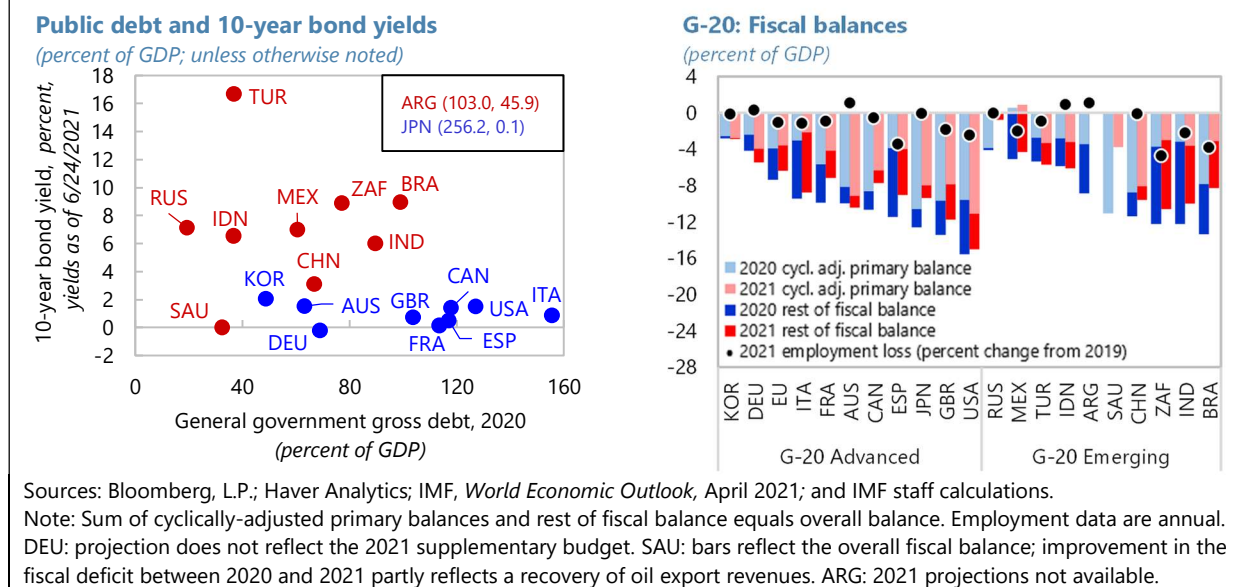 Public debt and 10-year bond yields
(percent of GDP; unless otherwise noted)
10-year bond yield, percent,
yields as of 6/24/2021
18
16
14
12
10
8
6
4
2
0
-2
ARG (103.0, 45.9)
JPN (256.2, 0.1)
TUR
RUS
IDN
MEX
ZAF
BRA
IND
CHN
KOR
SAU
AUS
DEU
GBR
CAN
FRA
ESP
USA
ITA
0 40 80 120 160
General government gross debt, 2020
(percent of GDP)
G-20: Fiscal balances
(percent of GDP)
4
0
-4
-8
-12
-16
-20
-24
-28
2020 cycl. adj. primary balance
2021 cycl. adj. primary balance
2020 rest of fiscal balance
2021 rest of fiscal balance
2021 employment loss (percent change from 2019)
KOR DEU EU ITA FRA AUS CAN ESP JPN GBR USA RUS MEX TUR IDN ARG SAU CHN ZAF IND BRA
G-20 Advanced G-20 Emerging
Sources: Bloomberg, L.P.; Haver Analytics; IMF, World Economic Outlook, April 2021; and IMF staff calculations.
Note: Sum of cyclically-adjusted primary balances and rest of fiscal balance equals overall balance. Employment data are annual.
DEU: projection does not reflect the 2021 supplementary budget. SAU: bars reflect the overall fiscal balance; improvement in the
fiscal deficit between 2020 and 2021 partly reflects a recovery of oil export revenues. ARG: 2021 projections not available.